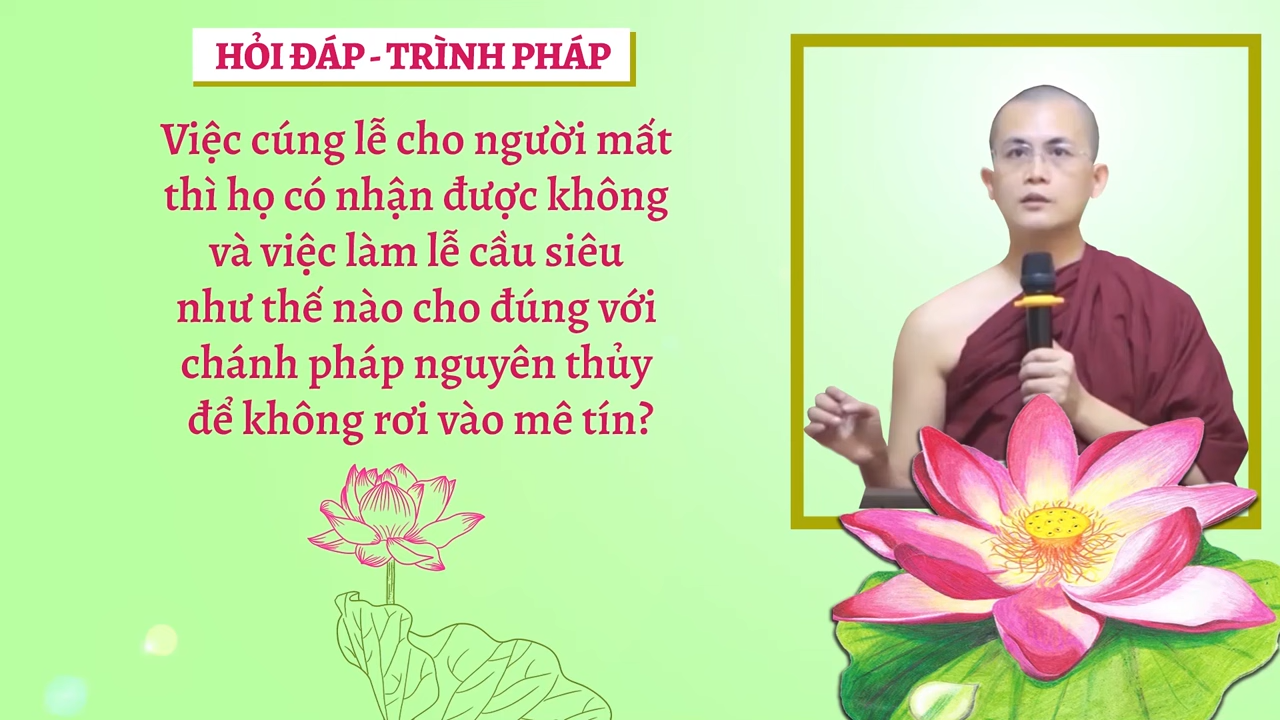 HỎI ĐÁP - TRÌNH PHÁP
Việc cúng lễ cho người mất
thì họ có nhận được không
và việc làm lễ cầu siêu
như thế nào cho đúng với
chánh pháp nguyên thủy
để không rơi vào mê tín?